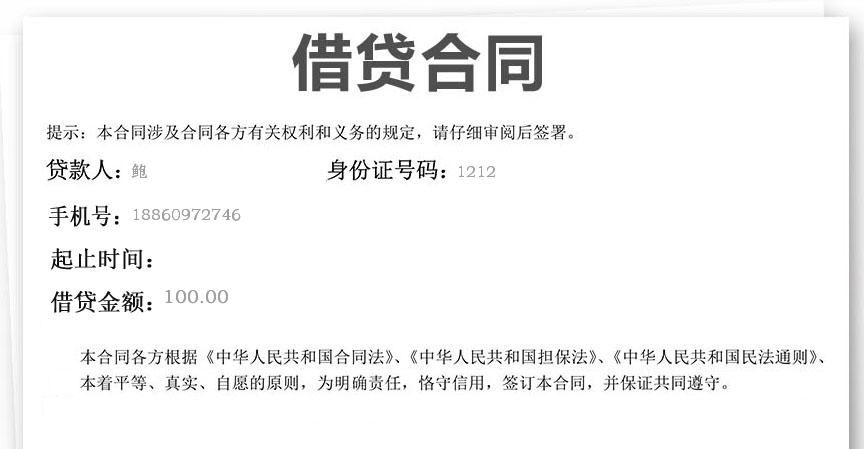 借贷合同
提示：本合同涉及合同各方有关权利和义务的规定，请仔细审阅后签署。
贷款人：鲍 身份证号码：1212
手机号：18860972746
起止时间：
借贷金额：100.00
本合同各方根据《中华人民共和国合同法》、《中华人民共和国担保法》、《中华人民共和国民法通则》、
本着平等、真实、自愿的原则，为明确责任，恪守信用，签订本合同，并保证共同遵守。